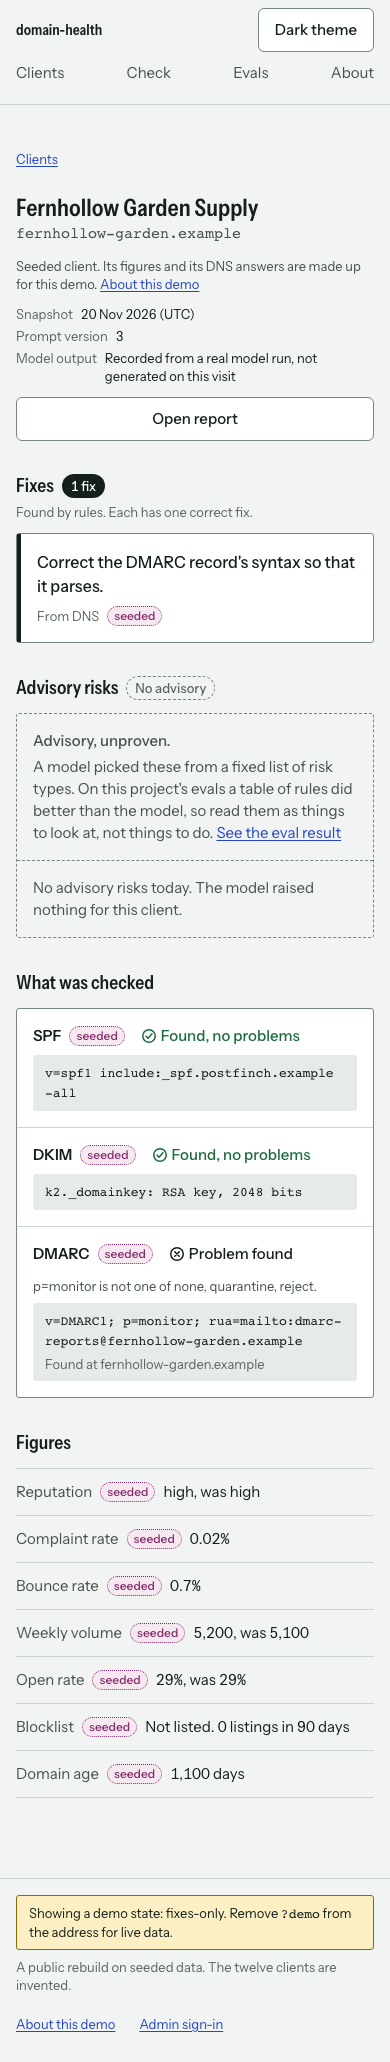 domain-health
Dark theme
Clients
Check
Evals
About
Clients
Fernhollow Garden Supply
fernhollow-garden.example
Seeded client. Its figures and its DNS answers are made up
for this demo. About this demo
Snapshot 20 Nov 2026 (UTC)
Prompt version 3
Model output Recorded from a real model run, not
generated on this visit
Open report
Fixes 1 fix
Found by rules. Each has one correct fix.
Correct the DMARC record's syntax so that
it parses.
From DNS seeded
Advisory risks No advisory
Advisory, unproven.
A model picked these from a fixed list of risk
types. On this project's evals a table of rules did
better than the model, so read them as things
to look at, not things to do. See the eval result
No advisory risks today. The model raised
nothing for this client.
What was checked
SPF seeded Found, no problems
v=spf1 include:_spf.postfinch.example
-all
DKIM seeded Found, no problems
k2._domainkey: RSA key, 2048 bits
DMARC seeded Problem found
p=monitor is not one of none, quarantine, reject.
v=DMARC1; p=monitor; rua=mailto:dmarc-
reports@fernhollow-garden.example
Found at fernhollow-garden.example
Figures
Reputation seeded high, was high
Complaint rate seeded 0.02%
Bounce rate seeded 0.7%
Weekly volume seeded 5,200, was 5,100
Open rate seeded 29%, was 29%
Blocklist seeded Not listed. 0 listings in 90 days
Domain age seeded 1,100 days
Showing a demo state: fixes-only. Remove ?demo from
the address for live data.
A public rebuild on seeded data. The twelve clients are
invented.
About this demo
Admin sign-in